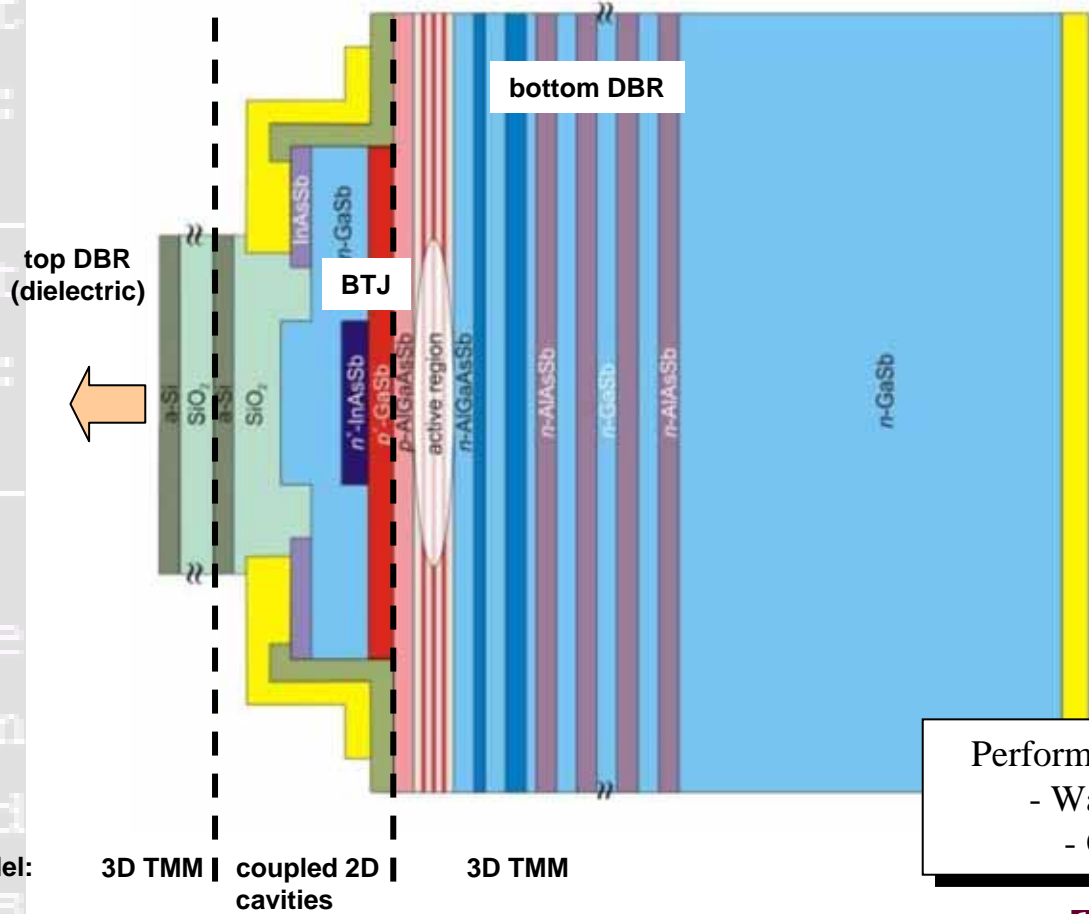 bottom DBR
top DBR
(dielectric)
BTJ
a-Si
SiO₂
a-Si
SiO₂
InAsSb
n-GaSb
n⁺-InAsSb
p⁺-GaSb
p-AlGaAsSb
active region
n-AlGaAsSb
n-AlAsSb
n-GaSb
n-AlAsSb
n-GaSb
3D TMM
coupled 2D
cavities
3D TMM